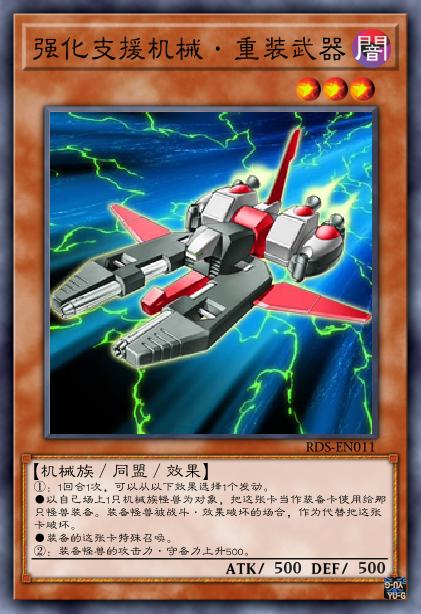 强化支援机械·重装武器 闇
RDS-EN011
【机械族／同盟／效果】
①：1回合1次，可以从以下效果选择1个发动。
●以自己场上1只机械族怪兽为对象，把这张卡当作装备卡使用给那
只怪兽装备。装备怪兽被战斗·效果破坏的场合，作为代替把这张
卡破坏。
●装备的这张卡特殊召唤。
②：装备怪兽的攻击力·守备力上升500。
ATK/ 500 DEF/ 500